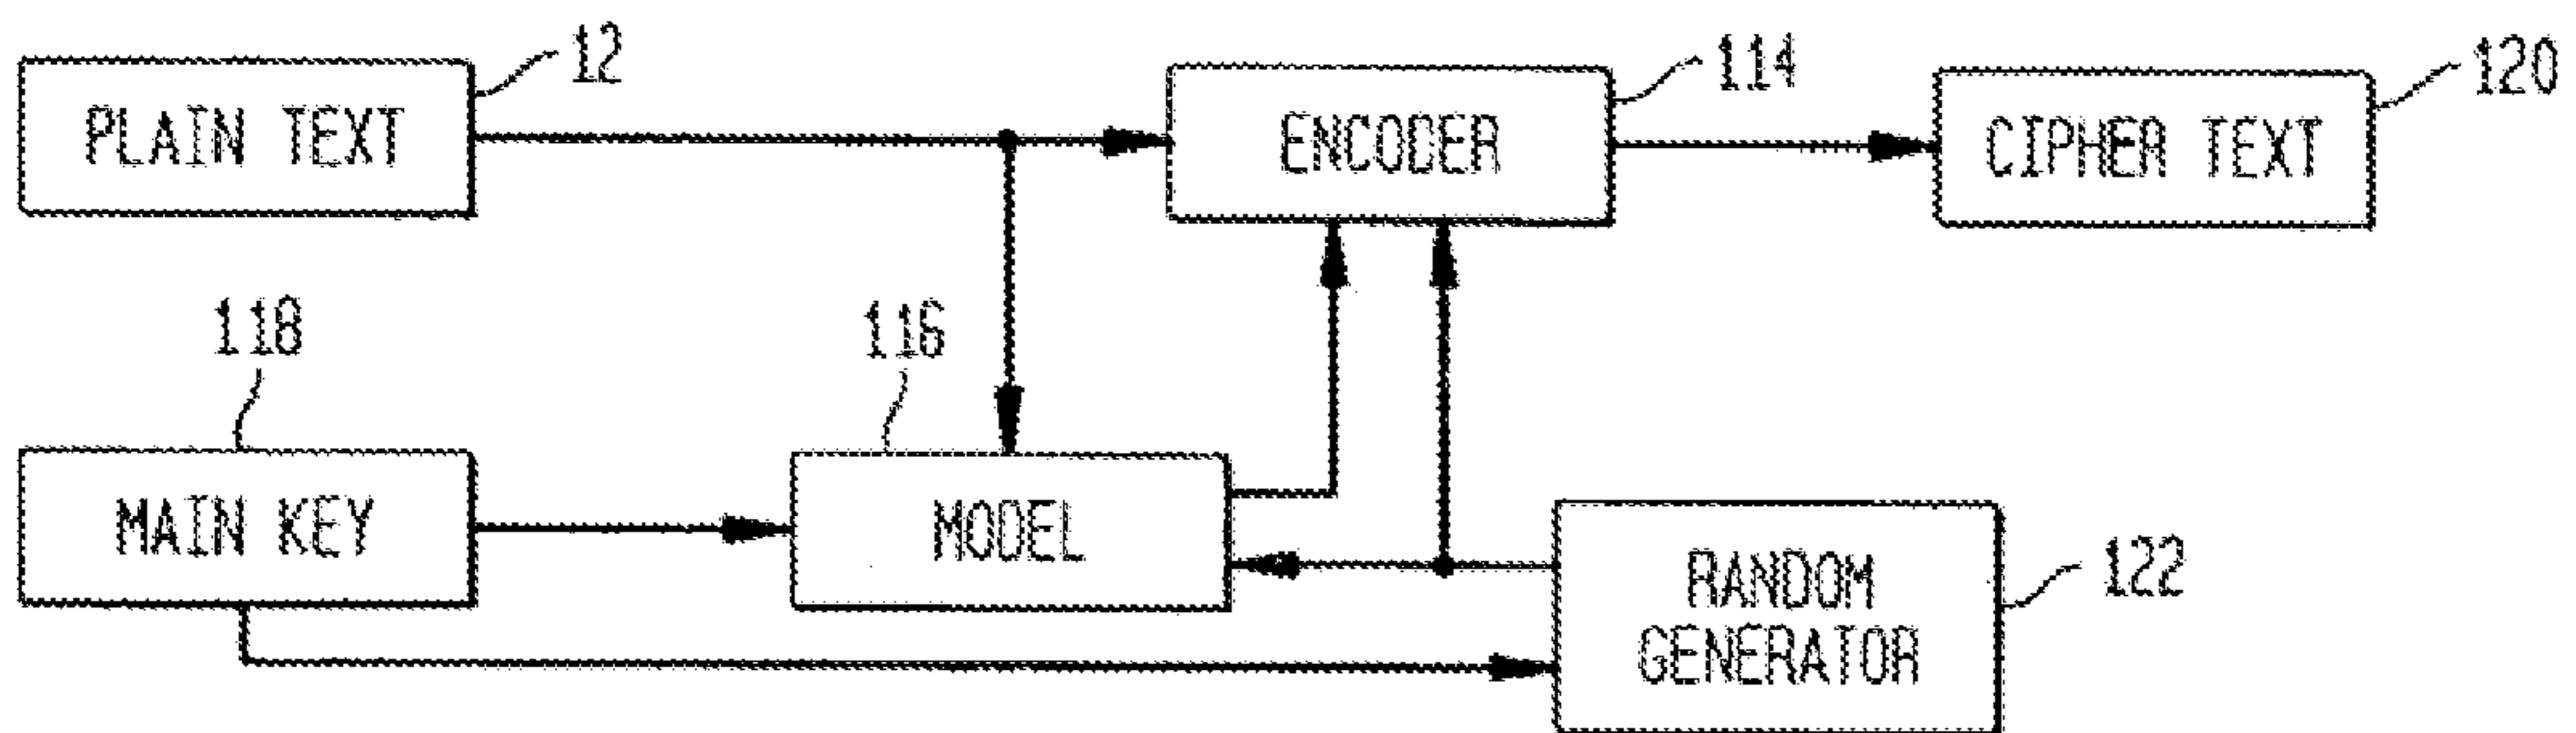 12
PLAIN TEXT
114
ENCODER
120
CIPHER TEXT
118
MAIN KEY
116
MODEL
122
RANDOM
GENERATOR